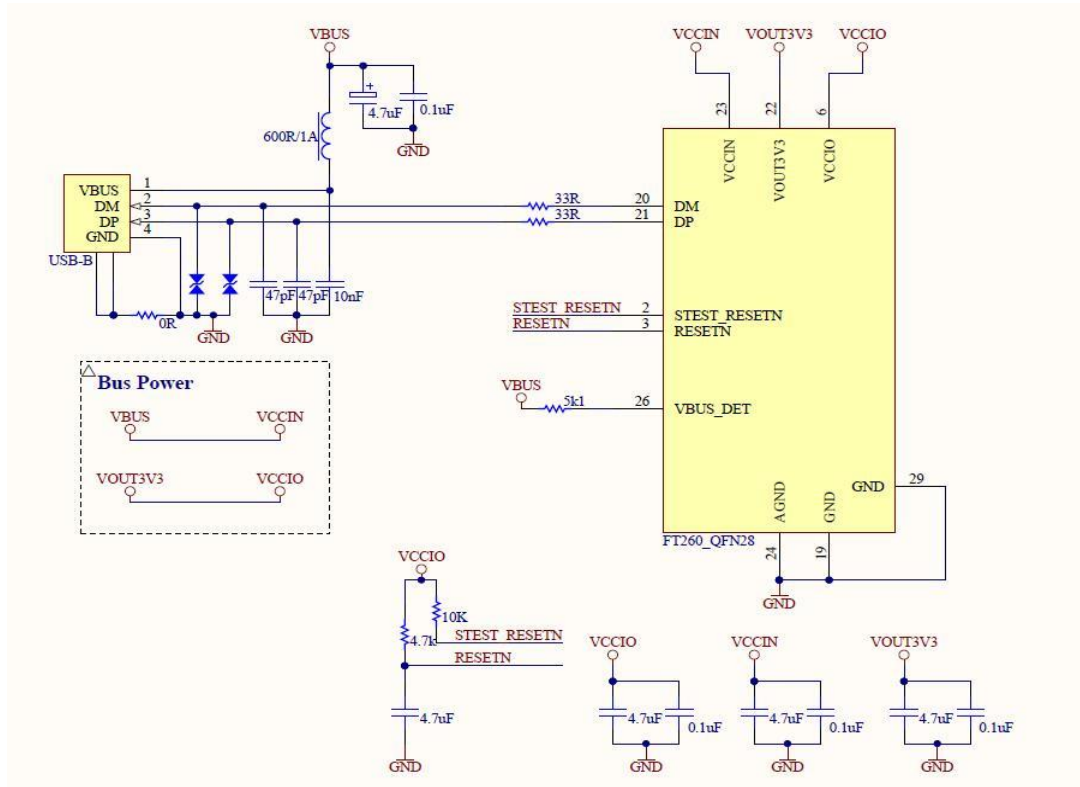 VBUS
VCCIN
VOUT3V3
VCCIO
4.7uF
0.1uF
GND
600R/1A
23
22
6
VCCIN
VOUT3V3
VCCIO
VBUS 1
DM 2
DP 3
GND 4
USB-B
33R
33R
20 DM
21 DP
47pF
47pF
10nF
0R
GND
GND
STEST_RESETN 2 STEST_RESETN
RESETN 3 RESETN
Bus Power
VBUS
VCCIN
VOUT3V3
VCCIO
VBUS
5k1
26 VBUS_DET
GND 29
AGND
GND
24
19
FT260_QFN28
GND
VCCIO
10K
4.7k
STEST_RESETN
RESETN
4.7uF
GND
VCCIO
4.7uF
0.1uF
GND
VCCIN
4.7uF
0.1uF
GND
VOUT3V3
4.7uF
0.1uF
GND